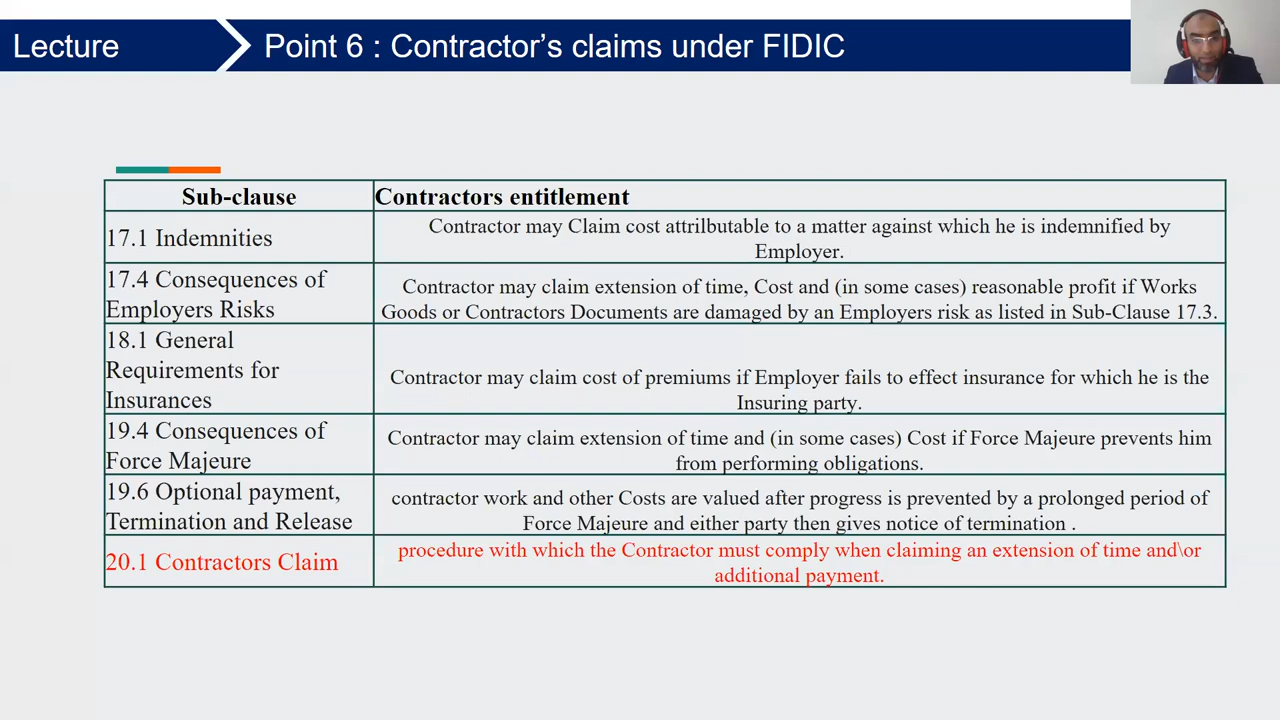 Lecture
Point 6 : Contractor's claims under FIDIC
Sub-clause
Contractors entitlement
17.1 Indemnities
Contractor may Claim cost attrilbutable to a matter against which he is indemnified by
Employer.
17.4 Consequences of
Employers Risks
Contractor may claim extension of time, Cost and (in some cases) reasonable profit if Works
Goods or Contractors Documents are damaged by an Employers risk as listed in Sub-Clause 17.3.
18.1 General
Requirements for
Insurances
Contractor may claim cost of premiums if Employer fails to effect insurance for which he is the
Insuring party.
19.4 Consequences of
Force Majeure
Contractor may claim extension of time and (in some cases) Cost if Force Majeure prevents him
from performing obligations.
19.6 Optional payment,
Termination and Release
contractor work and other Costs are valued after progress is prevented by a prolonged period of
Force Majeure and either party then gives notice of termination .
20.1 Contractors Claim
procedure with which the Contractor must comply when claiming an extension of time and\or
additional payment.